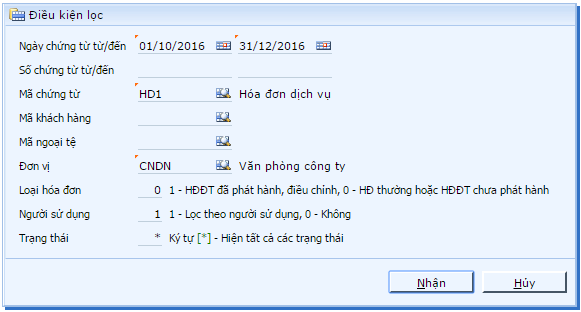 Điều kiện lọc
Ngày chứng từ từ/đến 01/10/2016 31/12/2016
Số chứng từ từ/đến
Mã chứng từ HD1 Hóa đơn dịch vụ
Mã khách hàng
Mã ngoại tệ
Đơn vị CNDN Văn phòng công ty
Loại hóa đơn 0 1 - HĐĐT đã phát hành, điều chỉnh, 0 - HĐ thường hoặc HĐĐT chưa phát hành
Người sử dụng 1 1 - Lọc theo người sử dụng, 0 - Không
Trạng thái * Ký tự [*] - Hiện tất cả các trạng thái
Nhận Hủy